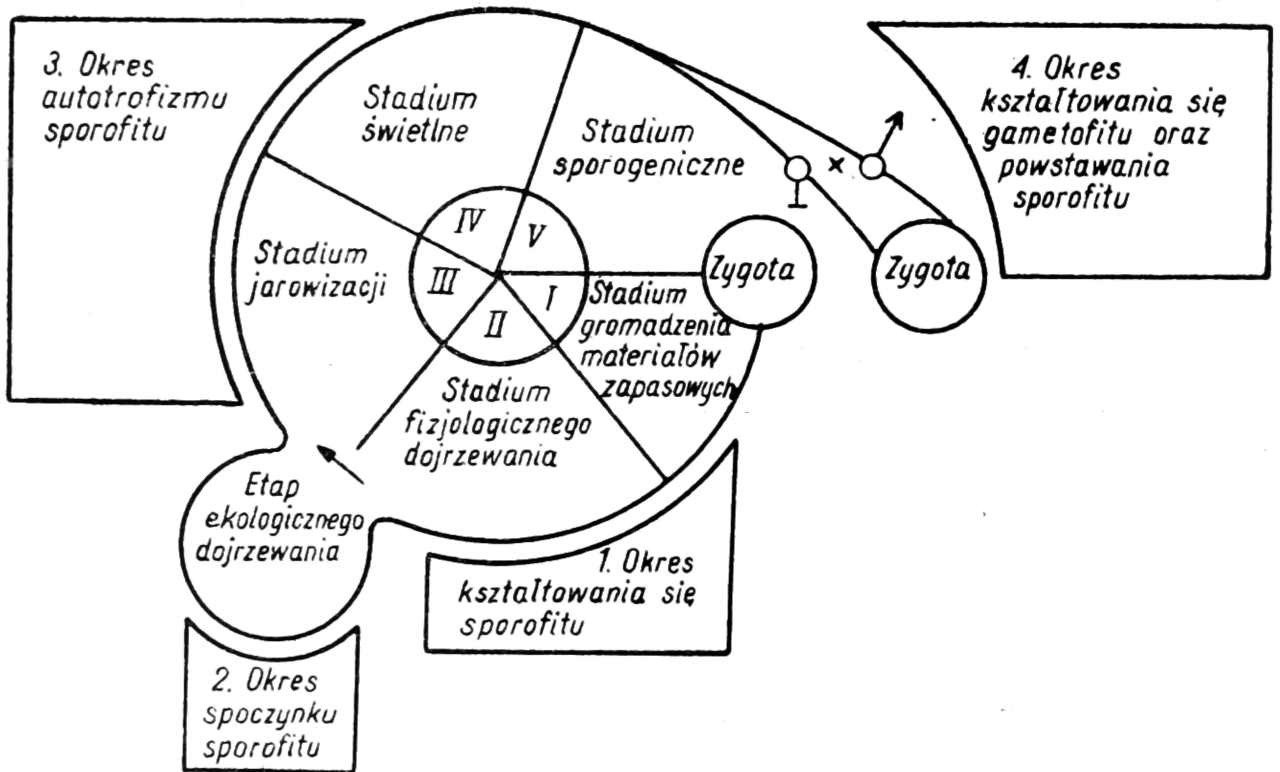 3. Okres
autotrofizmu
sporofitu
Stadium
świetlne
Stadium
sporogeniczne
4. Okres
kształtowania się
gametofitu oraz
powstawania
sporofitu
Stadium
jarowizacji
IV
V
III
I
II
Zygota
Zygota
Stadium
gromadzenia
materiałów
zapasowych
Stadium
fizjologicznego
dojrzewania
Etap
ekologicznego
dojrzewania
1. Okres
kształtowania się
sporofitu
2. Okres
spoczynku
sporofitu